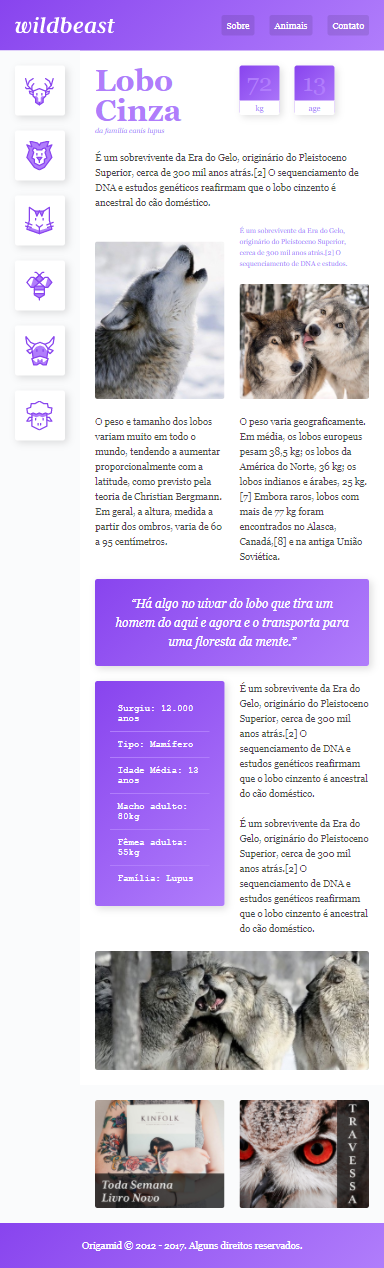 wildbeast
Sobre
Animais
Contato
Lobo
Cinza
da família canis lupus
72
kg
13
age
É um sobrevivente da Era do Gelo, originário do Pleistoceno
Superior, cerca de 300 mil anos atrás.[2] O sequenciamento de
DNA e estudos genéticos reafirmam que o lobo cinzento é
ancestral do cão doméstico.
É um sobrevivente da Era do Gelo,
originário do Pleistoceno Superior,
cerca de 300 mil anos atrás.[2] O
sequenciamento de DNA e estudos.
O peso e tamanho dos lobos
variam muito em todo o
mundo, tendendo a aumentar
proporcionalmente com a
latitude, como previsto pela
teoria de Christian Bergmann.
Em geral, a altura, medida a
partir dos ombros, varia de 60
a 95 centímetros.
O peso varia geograficamente.
Em média, os lobos europeus
pesam 38,5 kg; os lobos da
América do Norte, 36 kg; os
lobos indianos e árabes, 25 kg.
[7] Embora raros, lobos com
mais de 77 kg foram
encontrados no Alasca,
Canadá,[8] e na antiga União
Soviética.
“Há algo no uivar do lobo que tira um
homem do aqui e agora e o transporta para
uma floresta da mente.”
Surgiu: 12.000
anos
Tipo: Mamífero
Idade Média: 13
anos
Macho adulto:
80kg
Fêmea adulta:
55kg
Família: Lupus
É um sobrevivente da Era do
Gelo, originário do Pleistoceno
Superior, cerca de 300 mil
anos atrás.[2] O
sequenciamento de DNA e
estudos genéticos reafirmam
que o lobo cinzento é ancestral
do cão doméstico.
É um sobrevivente da Era do
Gelo, originário do Pleistoceno
Superior, cerca de 300 mil
anos atrás.[2] O
sequenciamento de DNA e
estudos genéticos reafirmam
que o lobo cinzento é ancestral
do cão doméstico.
KINFOLK
Toda Semana
Livro Novo
TRAVESSA
Origamid © 2012 - 2017. Alguns direitos reservados.